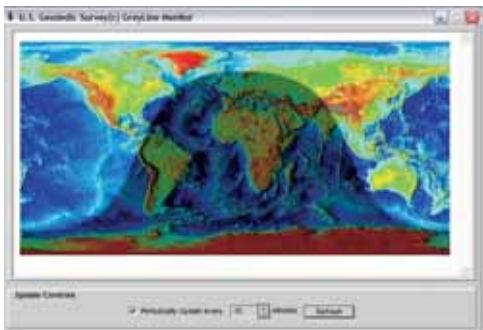 U.S. Geodetic Survey(c) GreyLine Monitor
Update Controls
Periodically Update every Minutes Refresh